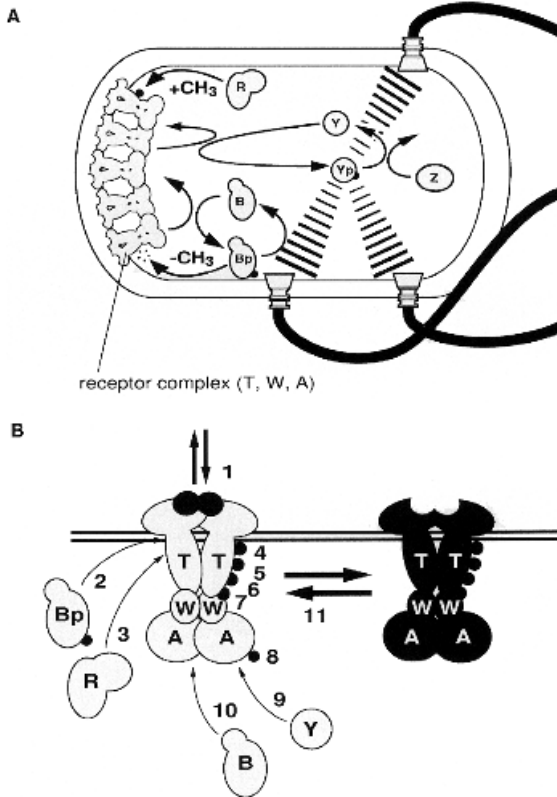 A
+CH₃
R
Y
Yp
Z
B
Bp
-CH₃
receptor complex (T, W, A)
B
1
T T
4
5
6
2
Bp
3
W W
7
A A
8
R
10
9
Y
B
11
T T
W W
A A